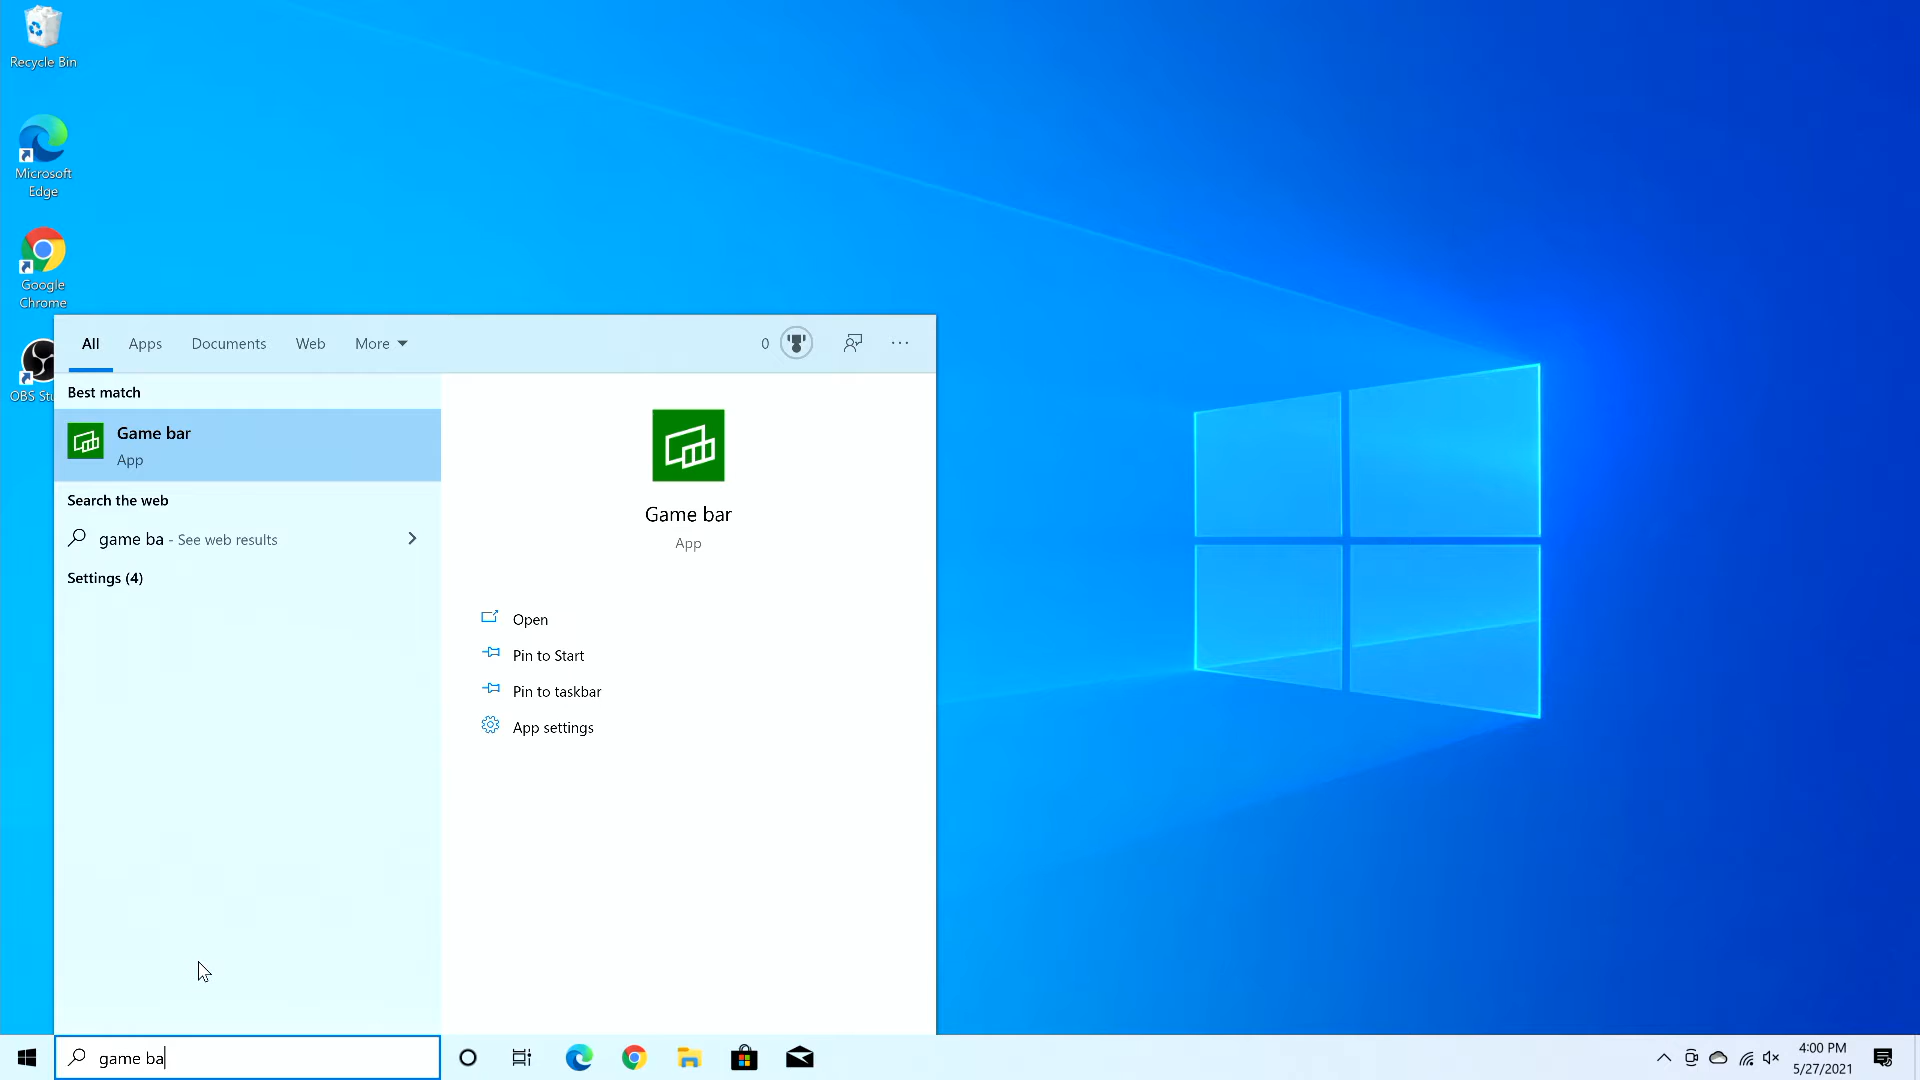 Recycle Bin
Microsoft
Edge
Google
Chrome
OBS Stu
All Apps Documents Web More 0 ...
Best match
Game bar
App
Search the web
game ba - See web results
Settings (4)
Game bar
App
Open
Pin to Start
Pin to taskbar
App settings
game ba
4:00 PM
5/27/2021